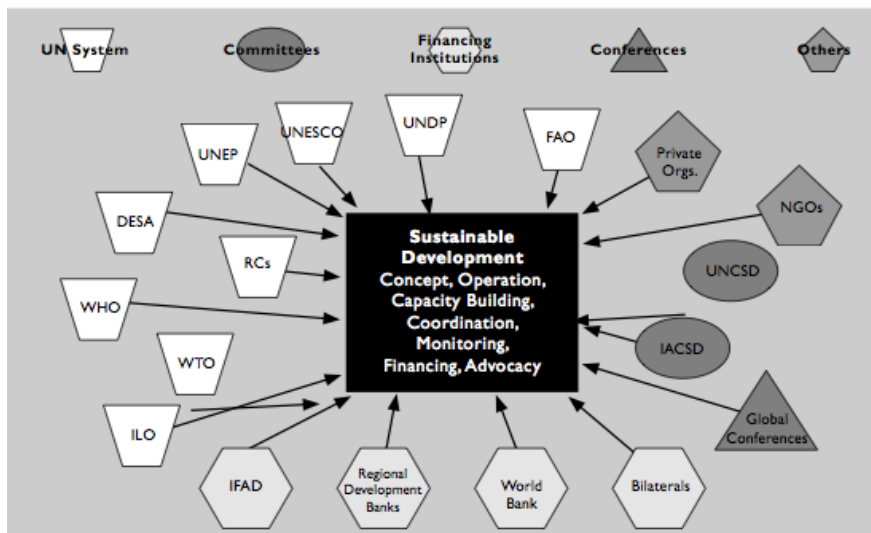 UN System
Committees
Financing
Institutions
Conferences
Others
UNESCO
UNDP
FAO
UNEP
Private
Orgs.
DESA
NGOs
RCs
Sustainable
Development
Concept, Operation,
Capacity Building,
Coordination,
Monitoring,
Financing, Advocacy
UNCSD
WHO
WTO
IACSD
ILO
Global
Conferences
IFAD
Regional
Development
Banks
World
Bank
Bilaterals